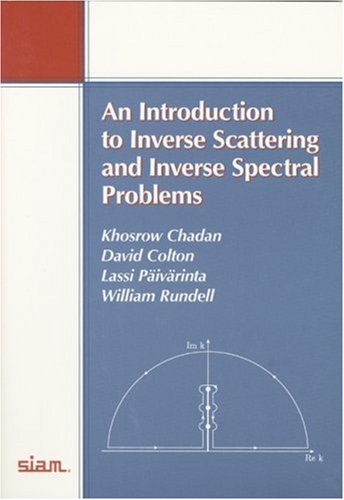 An Introduction
to Inverse Scattering
and Inverse Spectral
Problems
Khosrow Chadan
David Colton
Lassi Päivärinta
William Rundell
Im k
Re k
siam.